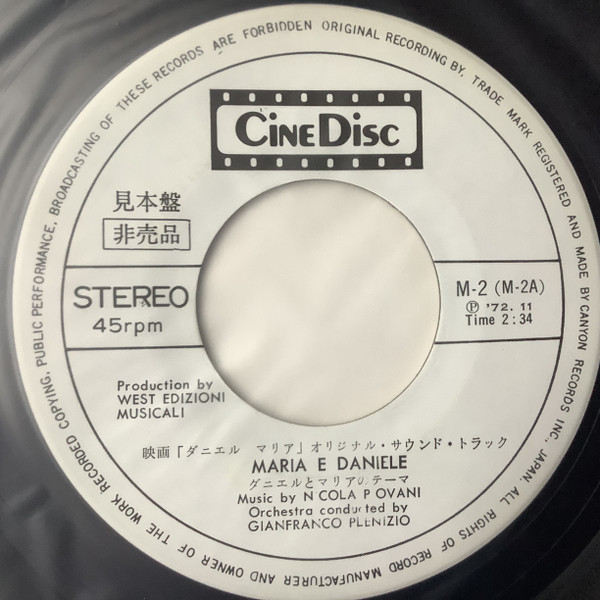 ALL RIGHTS OF RECORD MANUFACTURER AND OWNER OF THE WORK RECORDED COPYING, PUBLIC PERFORMANCE, BROADCASTING OF THESE RECORDS ARE FORBIDDEN ORIGINAL RECORDING BY, TRADE MARK REGISTERED AND MADE BY CANYON RECORDS INC, JAPAN.
CINEDISC
見本盤
非売品
STEREO
45rpm
M-2 (M-2A)
Ⓟ '72. 11
Time 2:34
Production by
WEST EDIZIONI
MUSICALI
映画「ダニエル マリア」オリジナル・サウンド・トラック
MARIA E DANIELE
ダニエルとマリアのテーマ
Music by N COLA P OVANI
Orchestra conducted by
GIANFRANCO PLENIZIO